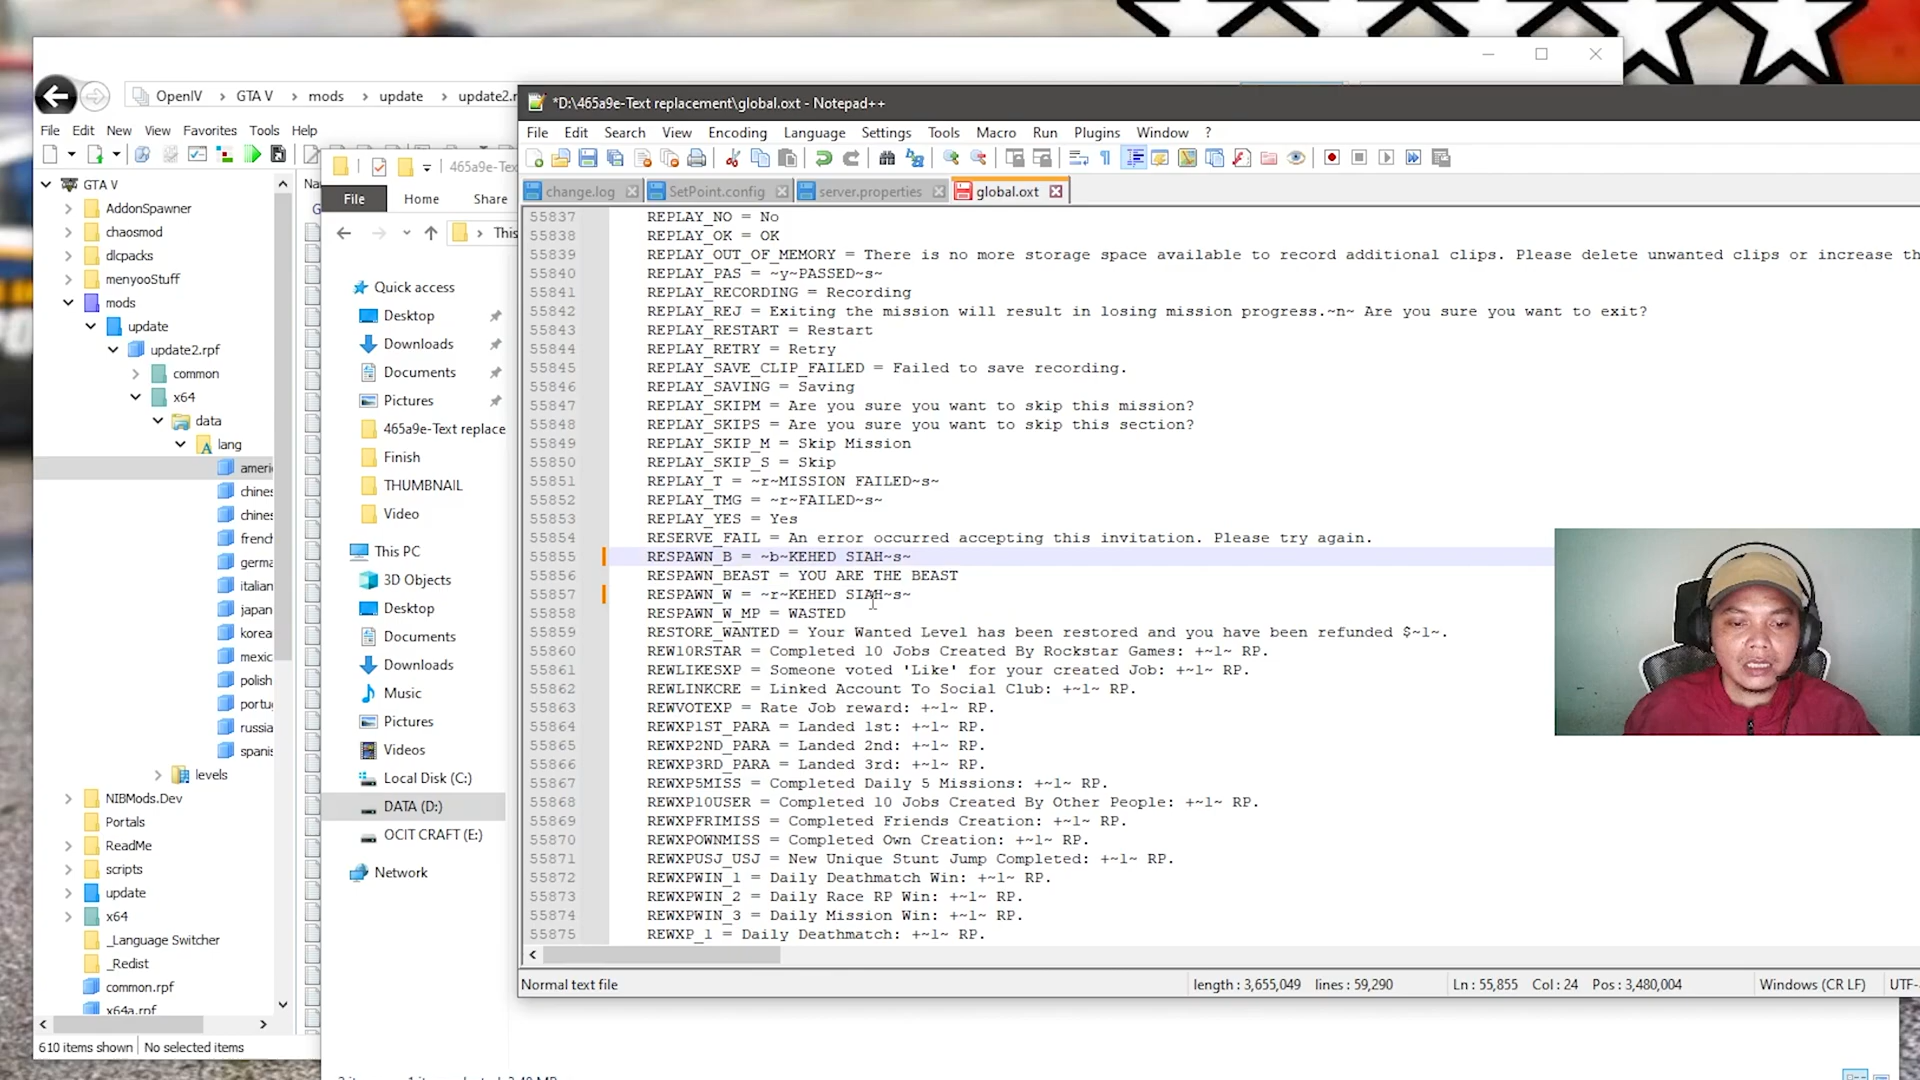 OpenIV › GTA V › mods › update › update2.r
File Edit New View Favorites Tools Help
GTA V
AddonSpawner
chaosmod
dlcpacks
menyooStuff
mods
update
update2.rpf
common
x64
data
lang
ameri
chines
chines
french
germa
italian
japan
korea
mexic
polish
portu
russia
spanis
levels
NIBMods.Dev
Portals
ReadMe
scripts
update
x64
_Language Switcher
_Redist
common.rpf
x64a.rpf
610 items shown No selected items
465a9e-Tex
File Home Share
This
Quick access
Desktop
Downloads
Documents
Pictures
465a9e-Text replace
Finish
THUMBNAIL
Video
This PC
3D Objects
Desktop
Documents
Downloads
Music
Pictures
Videos
Local Disk (C:)
DATA (D:)
OCIT CRAFT (E:)
Network
*D:\465a9e-Text replacement\global.oxt - Notepad++
File Edit Search View Encoding Language Settings Tools Macro Run Plugins Window ?
change.log SetPoint.config server.properties global.oxt
55837 REPLAY_NO = No
55838 REPLAY_OK = OK
55839 REPLAY_OUT_OF_MEMORY = There is no more storage space available to record additional clips. Please delete unwanted clips or increase th
55840 REPLAY_PAS = ~y~PASSED~s~
55841 REPLAY_RECORDING = Recording
55842 REPLAY_REJ = Exiting the mission will result in losing mission progress.~n~ Are you sure you want to exit?
55843 REPLAY_RESTART = Restart
55844 REPLAY_RETRY = Retry
55845 REPLAY_SAVE_CLIP_FAILED = Failed to save recording.
55846 REPLAY_SAVING = Saving
55847 REPLAY_SKIPM = Are you sure you want to skip this mission?
55848 REPLAY_SKIPS = Are you sure you want to skip this section?
55849 REPLAY_SKIP_M = Skip Mission
55850 REPLAY_SKIP_S = Skip
55851 REPLAY_T = ~r~MISSION FAILED~s~
55852 REPLAY_TMG = ~r~FAILED~s~
55853 REPLAY_YES = Yes
55854 RESERVE_FAIL = An error occurred accepting this invitation. Please try again.
55855 RESPAWN_B = ~b~KEHED SIAH~s~
55856 RESPAWN_BEAST = YOU ARE THE BEAST
55857 RESPAWN_W = ~r~KEHED SIAH~s~
55858 RESPAWN_W_MP = WASTED
55859 RESTORE_WANTED = Your Wanted Level has been restored and you have been refunded $~1~.
55860 REW10RSTAR = Completed 10 Jobs Created By Rockstar Games: +~1~ RP.
55861 REWLIKESXP = Someone voted 'Like' for your created Job: +~1~ RP.
55862 REWLINKCRE = Linked Account To Social Club: +~1~ RP.
55863 REWVOTEXP = Rate Job reward: +~1~ RP.
55864 REWXP1ST_PARA = Landed 1st: +~1~ RP.
55865 REWXP2ND_PARA = Landed 2nd: +~1~ RP.
55866 REWXP3RD_PARA = Landed 3rd: +~1~ RP.
55867 REWXP5MISS = Completed Daily 5 Missions: +~1~ RP.
55868 REWXP10USER = Completed 10 Jobs Created By Other People: +~1~ RP.
55869 REWXPFRIMISS = Completed Friends Creation: +~1~ RP.
55870 REWXPOWNMISS = Completed Own Creation: +~1~ RP.
55871 REWXPUSJ_USJ = New Unique Stunt Jump Completed: +~1~ RP.
55872 REWXPWIN_1 = Daily Deathmatch Win: +~1~ RP.
55873 REWXPWIN_2 = Daily Race RP Win: +~1~ RP.
55874 REWXPWIN_3 = Daily Mission Win: +~1~ RP.
55875 REWXP_1 = Daily Deathmatch: +~1~ RP.
Normal text file length : 3,655,049 lines : 59,290 Ln : 55,855 Col : 24 Pos : 3,480,004 Windows (CR LF) UTF-